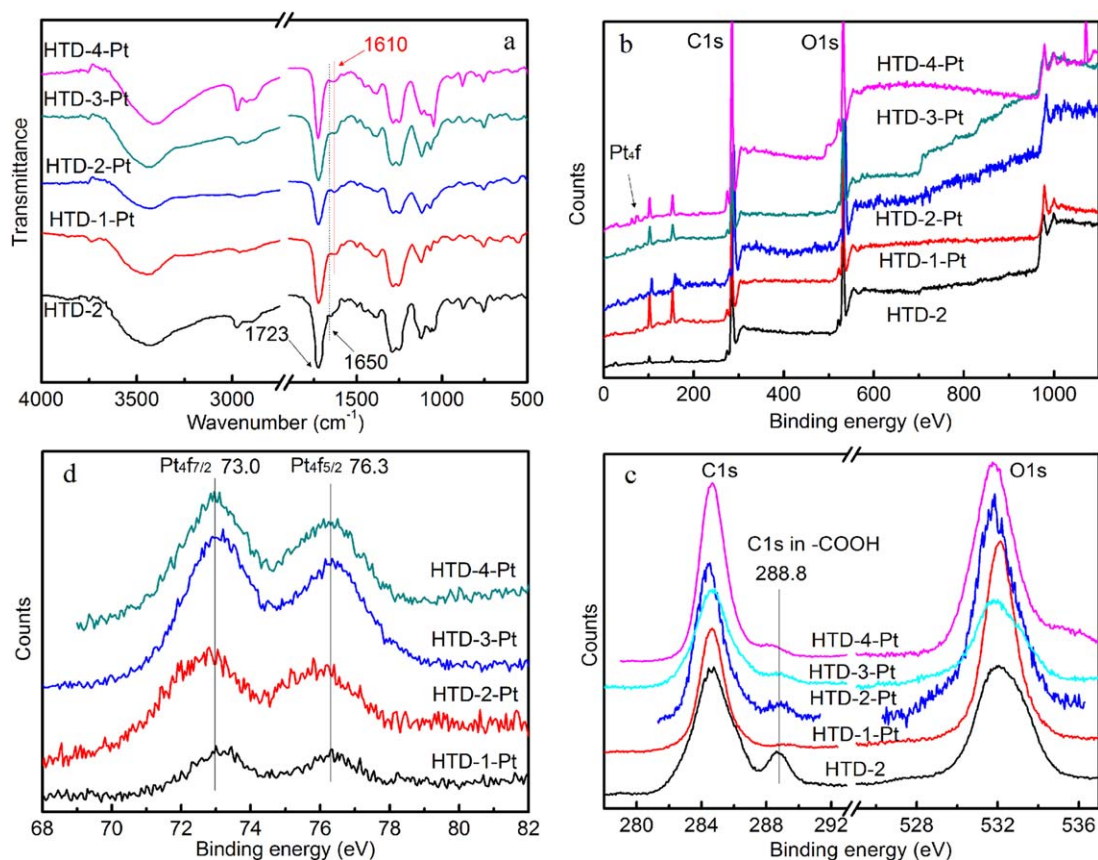 a
1610
HTD-4-Pt
HTD-3-Pt
HTD-2-Pt
HTD-1-Pt
HTD-2
1723
1650
Transmittance
4000 3500 3000 1500 1000 500
Wavenumber (cm-1)
b
C1s O1s
HTD-4-Pt
HTD-3-Pt
Pt4f
HTD-2-Pt
HTD-1-Pt
HTD-2
Counts
0 200 400 600 800 1000
Binding energy (eV)
d
Pt4f7/2 73.0 Pt4f5/2 76.3
HTD-4-Pt
HTD-3-Pt
HTD-2-Pt
HTD-1-Pt
Counts
68 70 72 74 76 78 80 82
Binding energy (eV)
C1s c O1s
C1s in -COOH
288.8
HTD-4-Pt
HTD-3-Pt
HTD-2-Pt
HTD-1-Pt
HTD-2
Counts
280 284 288 292 528 532 536
Binding energy (eV)